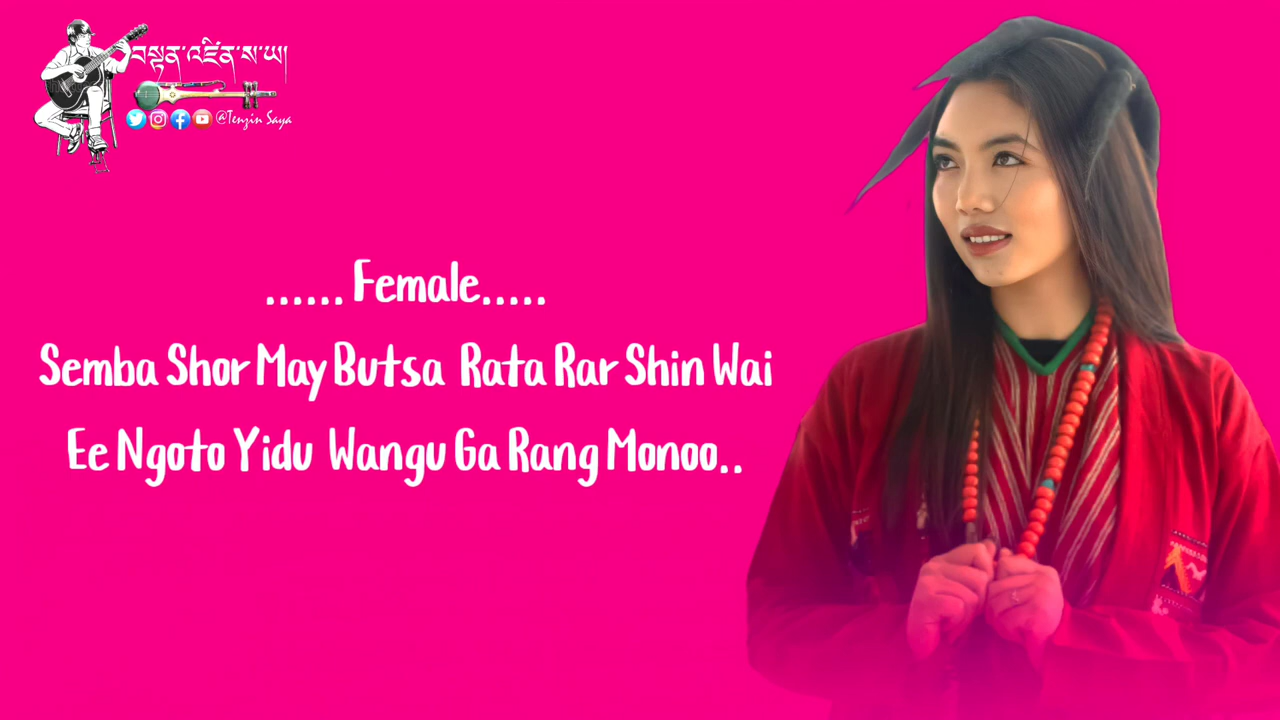 བསྟན་འཛིན་ས་ཡ།
@Tenzin Saya
...... Female.....
Semba Shor May Butsa Rata Rar Shin Wai
Ee Ngoto Yidu Wangu Ga Rang Monoo..